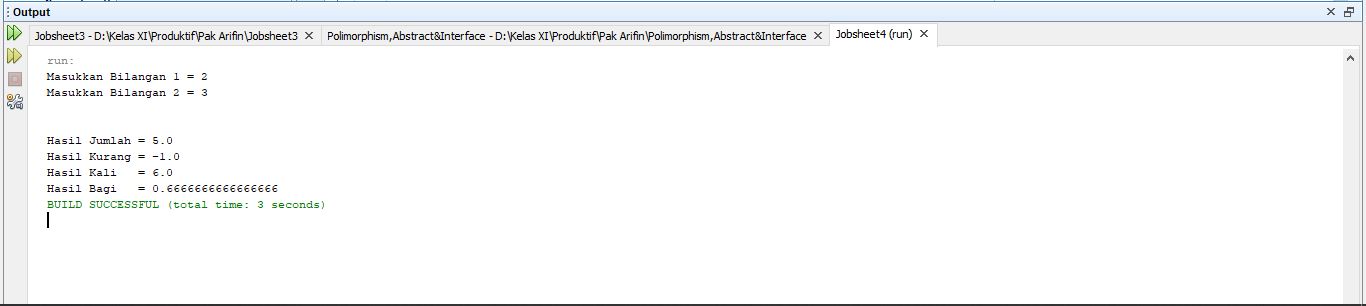 Output
Jobsheet3 - D:\Kelas XI\Produktif\Pak Arifin\Jobsheet3 Polimorphism,Abstract&Interface - D:\Kelas XI\Produktif\Pak Arifin\Polimorphism,Abstract&Interface Jobsheet4 (run)
run:
Masukkan Bilangan 1 = 2
Masukkan Bilangan 2 = 3
Hasil Jumlah = 5.0
Hasil Kurang = -1.0
Hasil Kali   = 6.0
Hasil Bagi   = 0.6666666666666666
BUILD SUCCESSFUL (total time: 3 seconds)